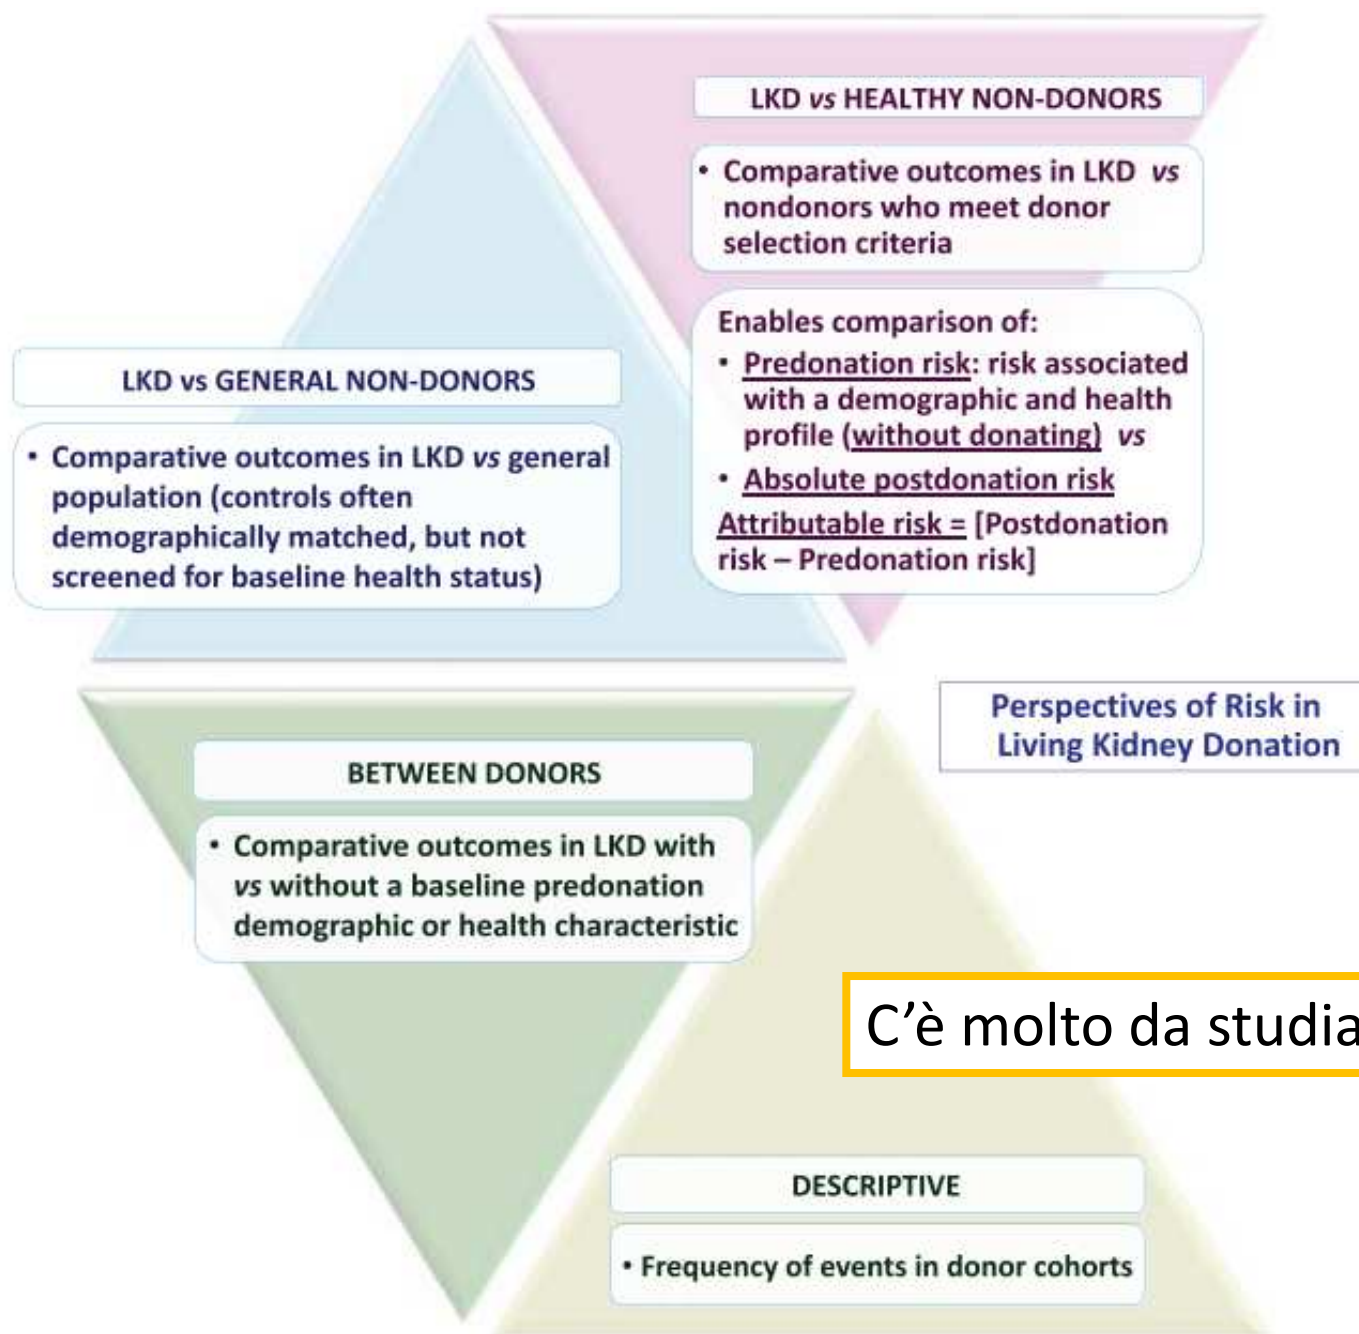 LKD vs HEALTHY NON-DONORS
• Comparative outcomes in LKD vs
nondonors who meet donor
selection criteria
Enables comparison of:
• Predonation risk: risk associated
with a demographic and health
profile (without donating) vs
• Absolute postdonation risk
Attributable risk = [Postdonation
risk – Predonation risk]
LKD vs GENERAL NON-DONORS
• Comparative outcomes in LKD vs general
population (controls often
demographically matched, but not
screened for baseline health status)
Perspectives of Risk in
Living Kidney Donation
BETWEEN DONORS
• Comparative outcomes in LKD with
vs without a baseline predonation
demographic or health characteristic
C’è molto da studia
DESCRIPTIVE
• Frequency of events in donor cohorts